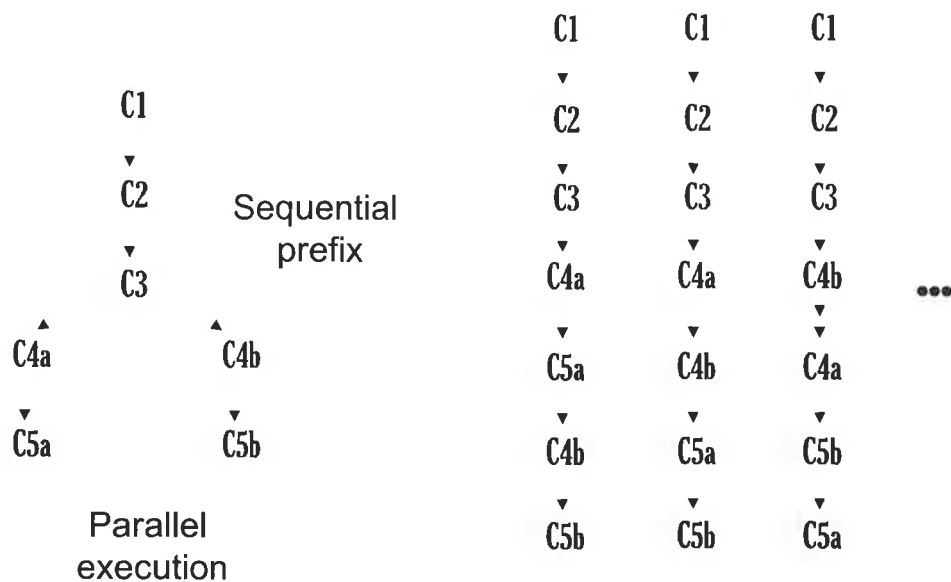 C1
C2
C3
C4a C4b
C5a C5b
Parallel
execution
Sequential
prefix
C1 C1 C1
C2 C2 C2
C3 C3 C3
C4a C4a C4b
C5a C4b C4a
C4b C5a C5b
C5b C5b C5a
•••